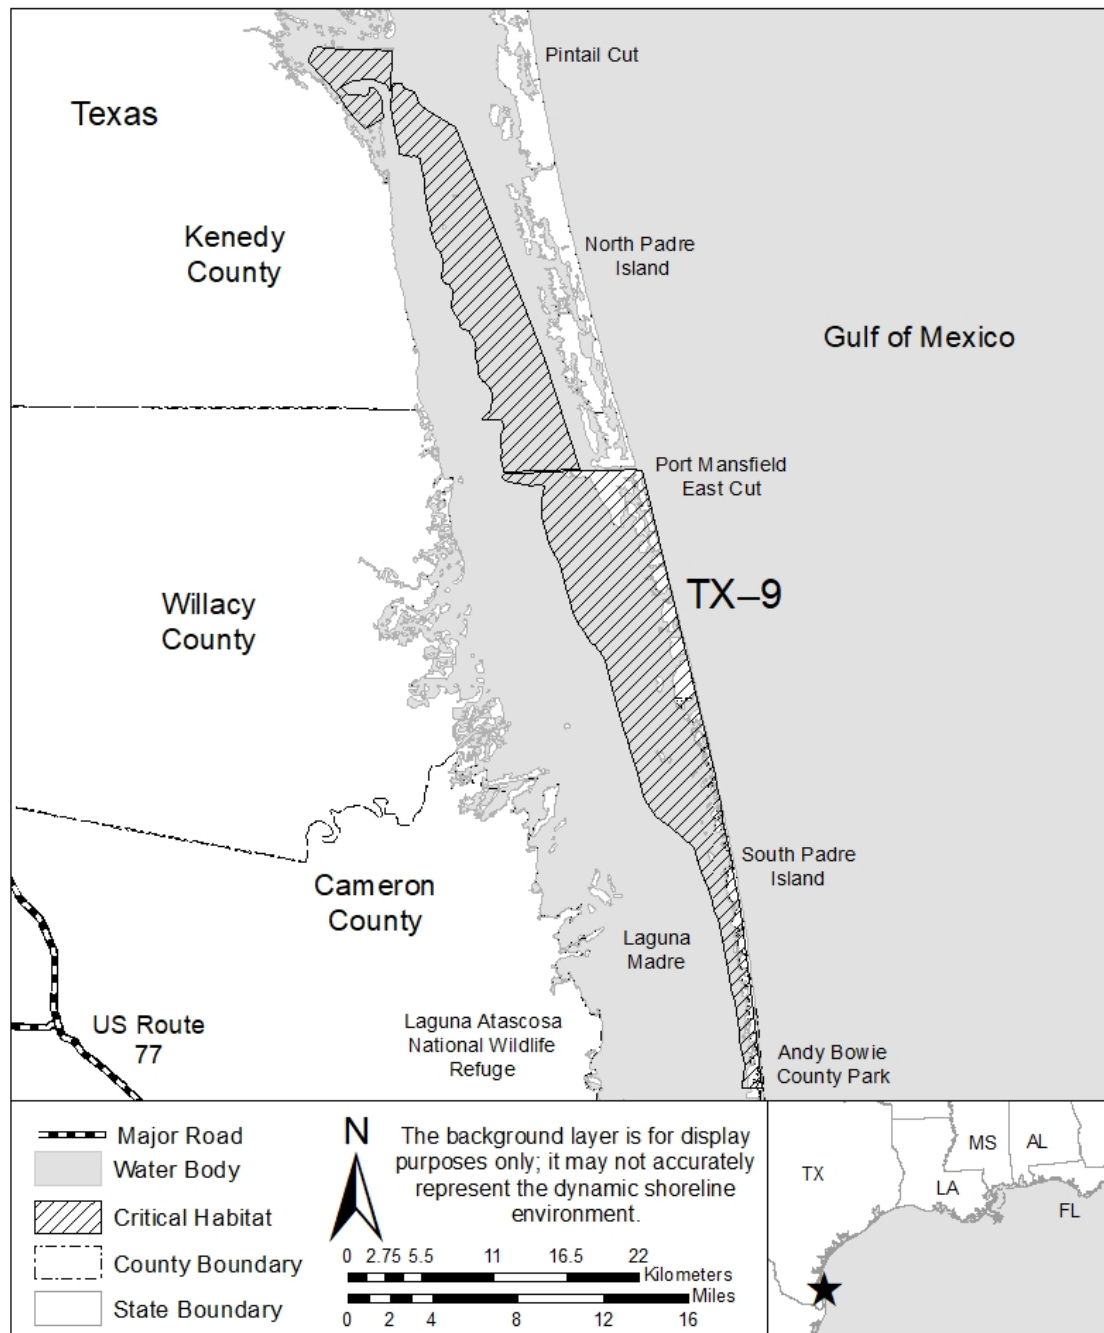 Pintail Cut
Texas
Kenedy
County
North Padre
Island
Gulf of Mexico
Port Mansfield
East Cut
TX–9
Willacy
County
South Padre
Island
Cameron
County
Laguna
Madre
US Route
77
Laguna Atascosa
National Wildlife
Refuge
Andy Bowie
County Park
Major Road
Water Body
Critical Habitat
County Boundary
State Boundary
N
The background layer is for display
purposes only; it may not accurately
represent the dynamic shoreline
environment.
0 2.75 5.5 11 16.5 22
Kilometers
Miles
0 2 4 8 12 16
MS
AL
TX
LA
FL